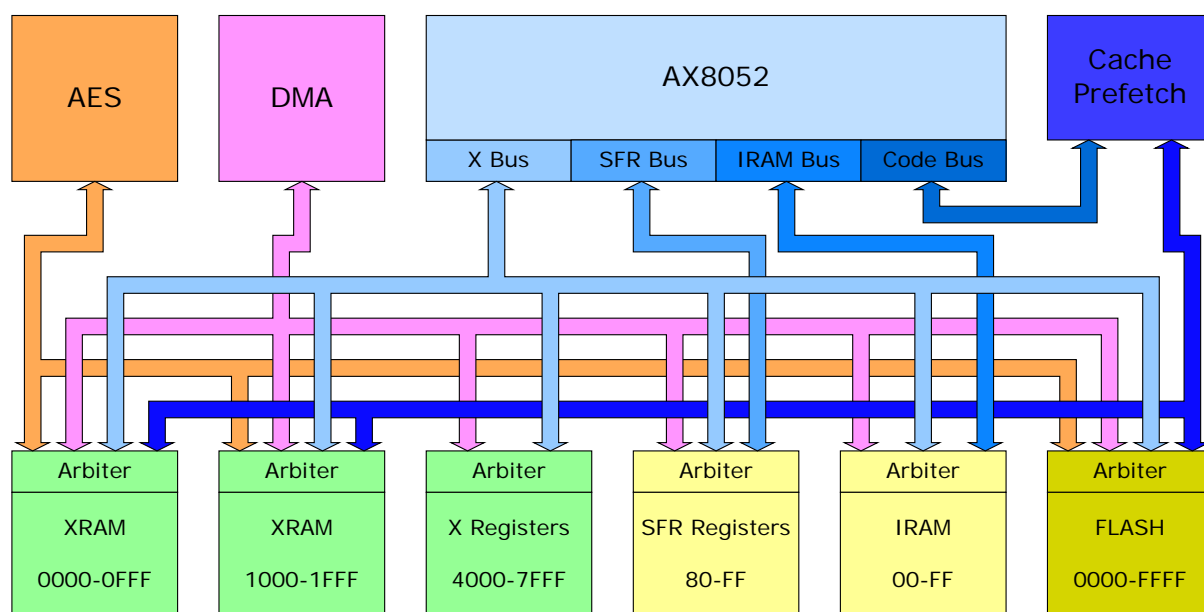 AES
DMA
AX8052
Cache
Prefetch
X Bus
SFR Bus
IRAM Bus
Code Bus
Arbiter
Arbiter
Arbiter
Arbiter
Arbiter
Arbiter
XRAM
XRAM
X Registers
SFR Registers
IRAM
FLASH
0000-0FFF
1000-1FFF
4000-7FFF
80-FF
00-FF
0000-FFFF